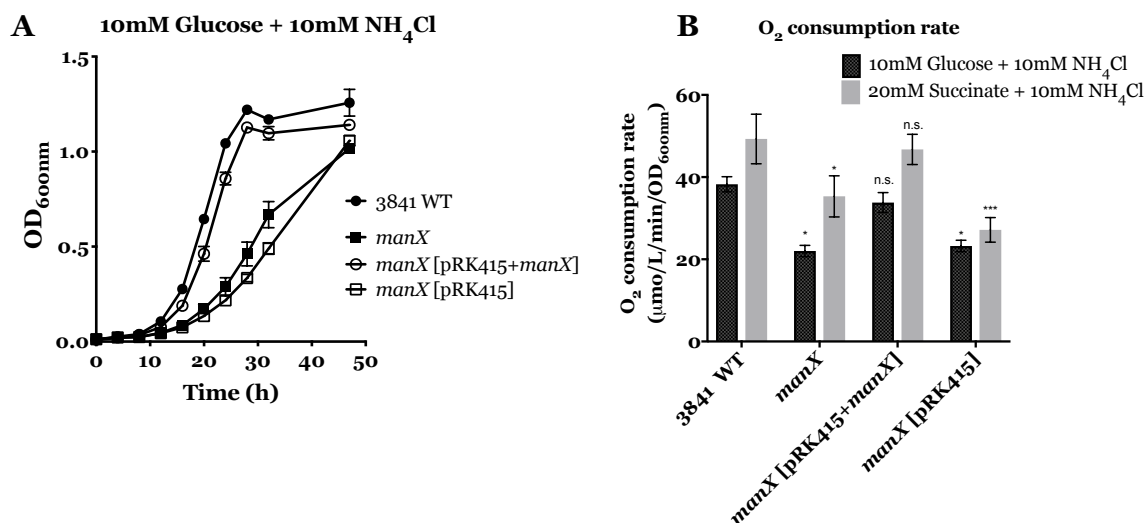 A
10mM Glucose + 10mM NH4Cl
OD600nm
1.5
1.0
0.5
0.0
0
10
20
30
40
50
Time (h)
3841 WT
manX
manX [pRK415+manX]
manX [pRK415]
B
O2 consumption rate
10mM Glucose + 10mM NH4Cl
20mM Succinate + 10mM NH4Cl
O2 consumption rate
(µmo/L/min/OD600nm)
60
40
20
0
*
*
n.s.
n.s.
*
***
3841 WT
manX
manX [pRK415+manX]
manX [pRK415]